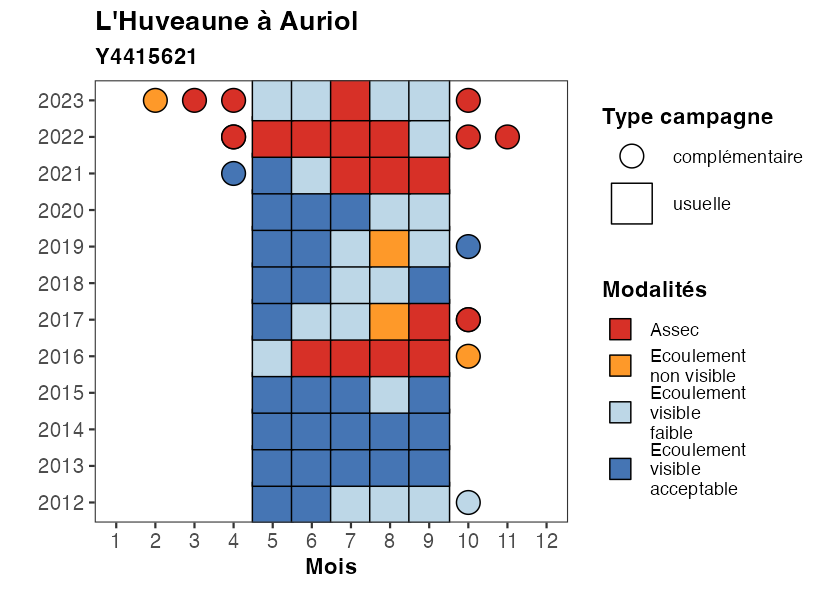 L'Huveaune à Auriol
Y4415621
2023
2022
2021
2020
2019
2018
2017
2016
2015
2014
2013
2012
1 2 3 4 5 6 7 8 9 10 11 12
Mois
Type campagne
complémentaire
usuelle
Modalités
Assec
Ecoulement
non visible
Ecoulement
visible
faible
Ecoulement
visible
acceptable